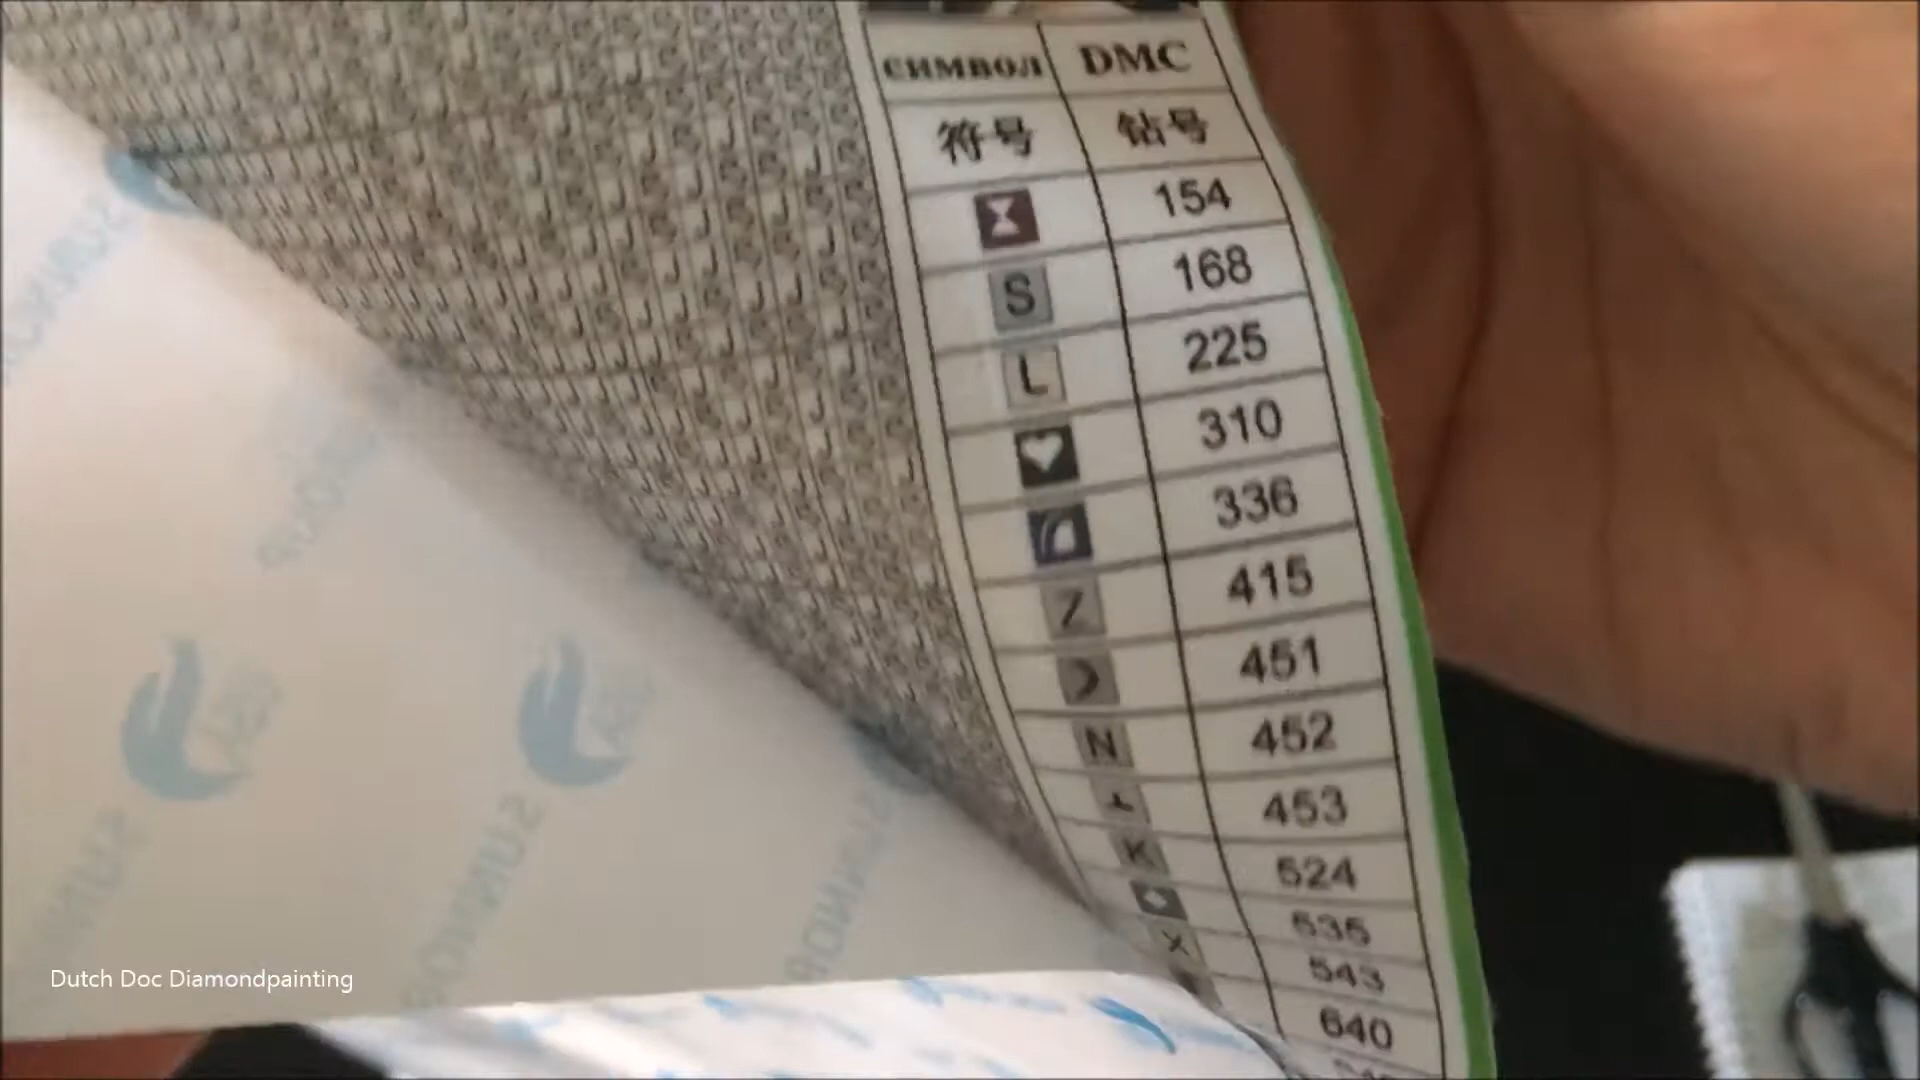 СИМВОЛ DMC
符号 钻号
154
S 168
L 225
310
336
Z 415
451
N 452
453
K 524
535
X 543
640
Dutch Doc Diamondpainting